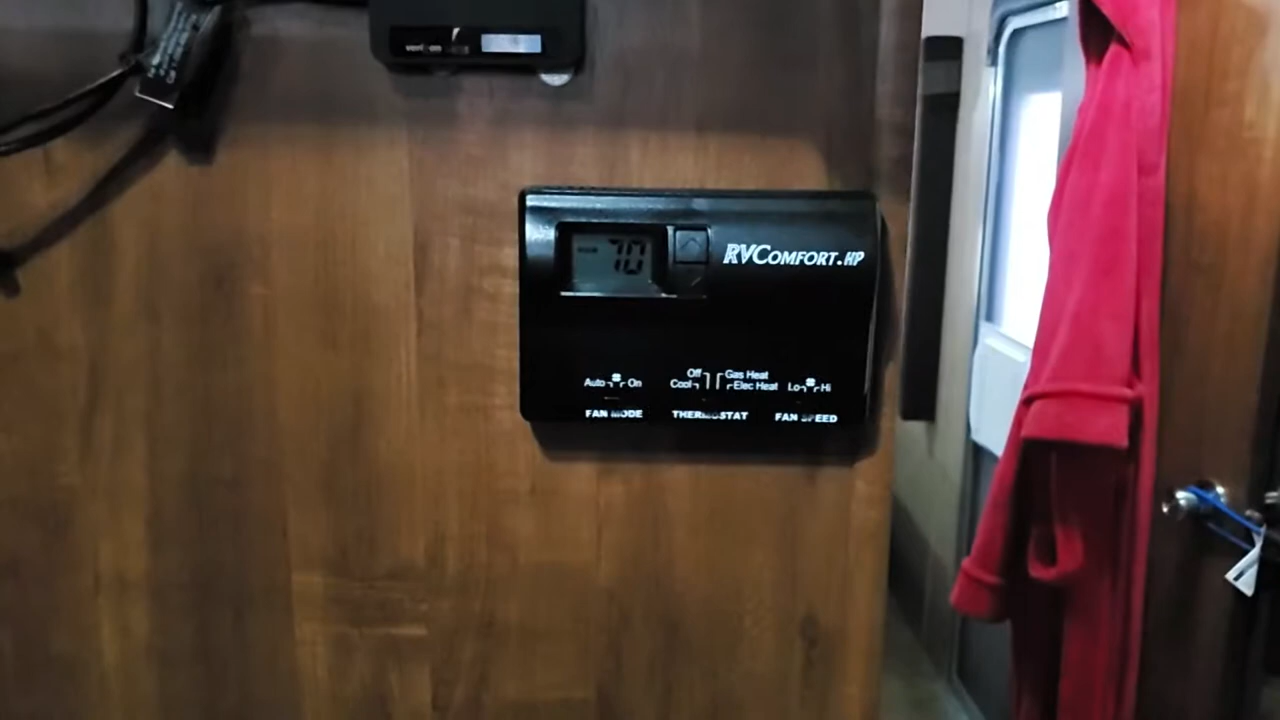 verizon
70
RVCOMFORT.HP
Off
Gas Heat
Auto
On
Cool
Elec Heat
Lo
Hi
FAN MODE
THERMOSTAT
FAN SPEED